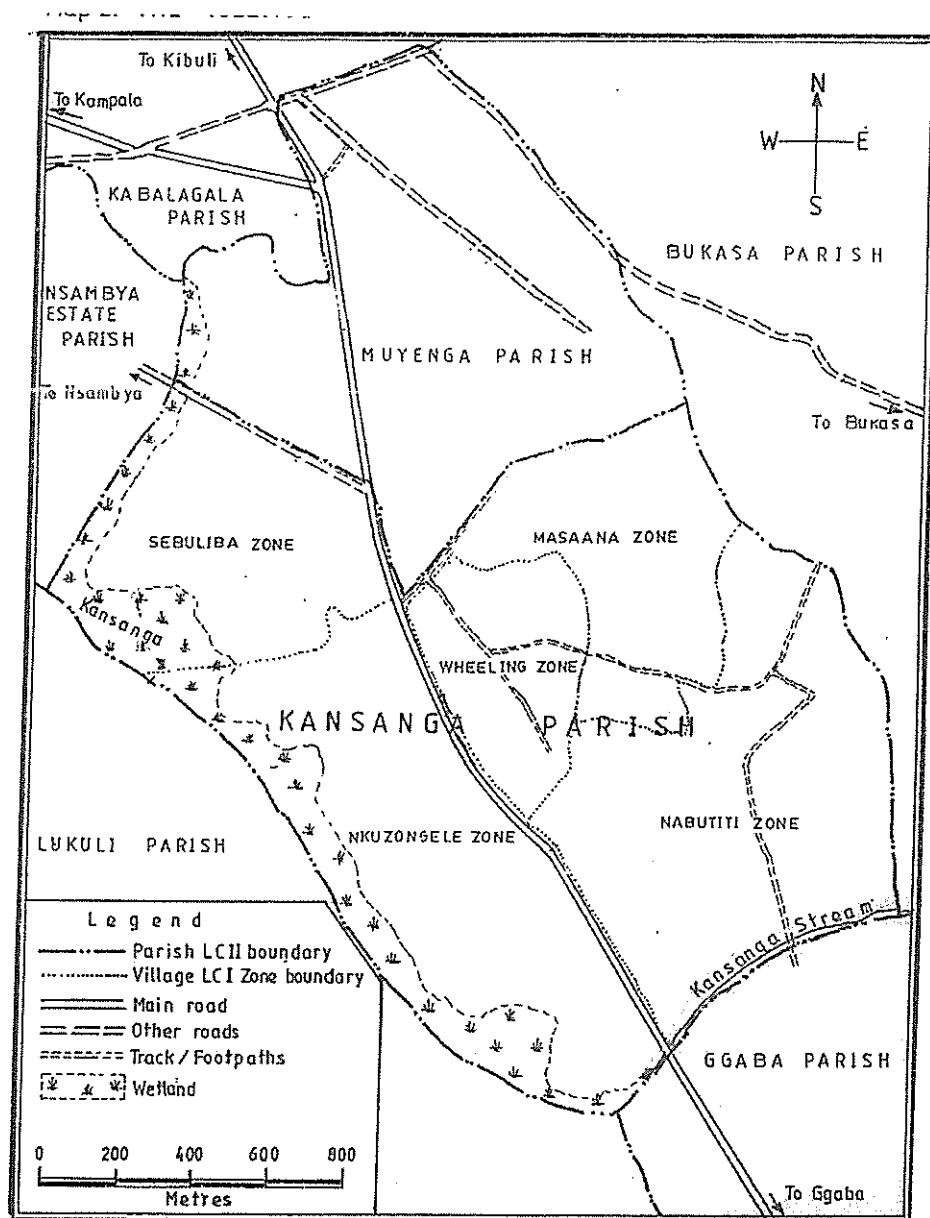 To Kibuli
To Kampala
N
W E
S
KABALAGALA
PARISH
BUKASA PARISH
NSAMBYA
ESTATE
PARISH
MUYENGA PARISH
To Nsambya
To Bukasa
SEBULIBA ZONE
MASAANA ZONE
Kansanga
WHEELING ZONE
KANSANGA PARISH
NKUZONGELE ZONE
NABUTITI ZONE
LUKULI PARISH
Kansanga Stream
GGABA PARISH
Legend
Parish LCII boundary
Village LCI Zone boundary
Main road
Other roads
Track/Footpaths
Wetland
0 200 400 600 800
Metres
To Ggaba